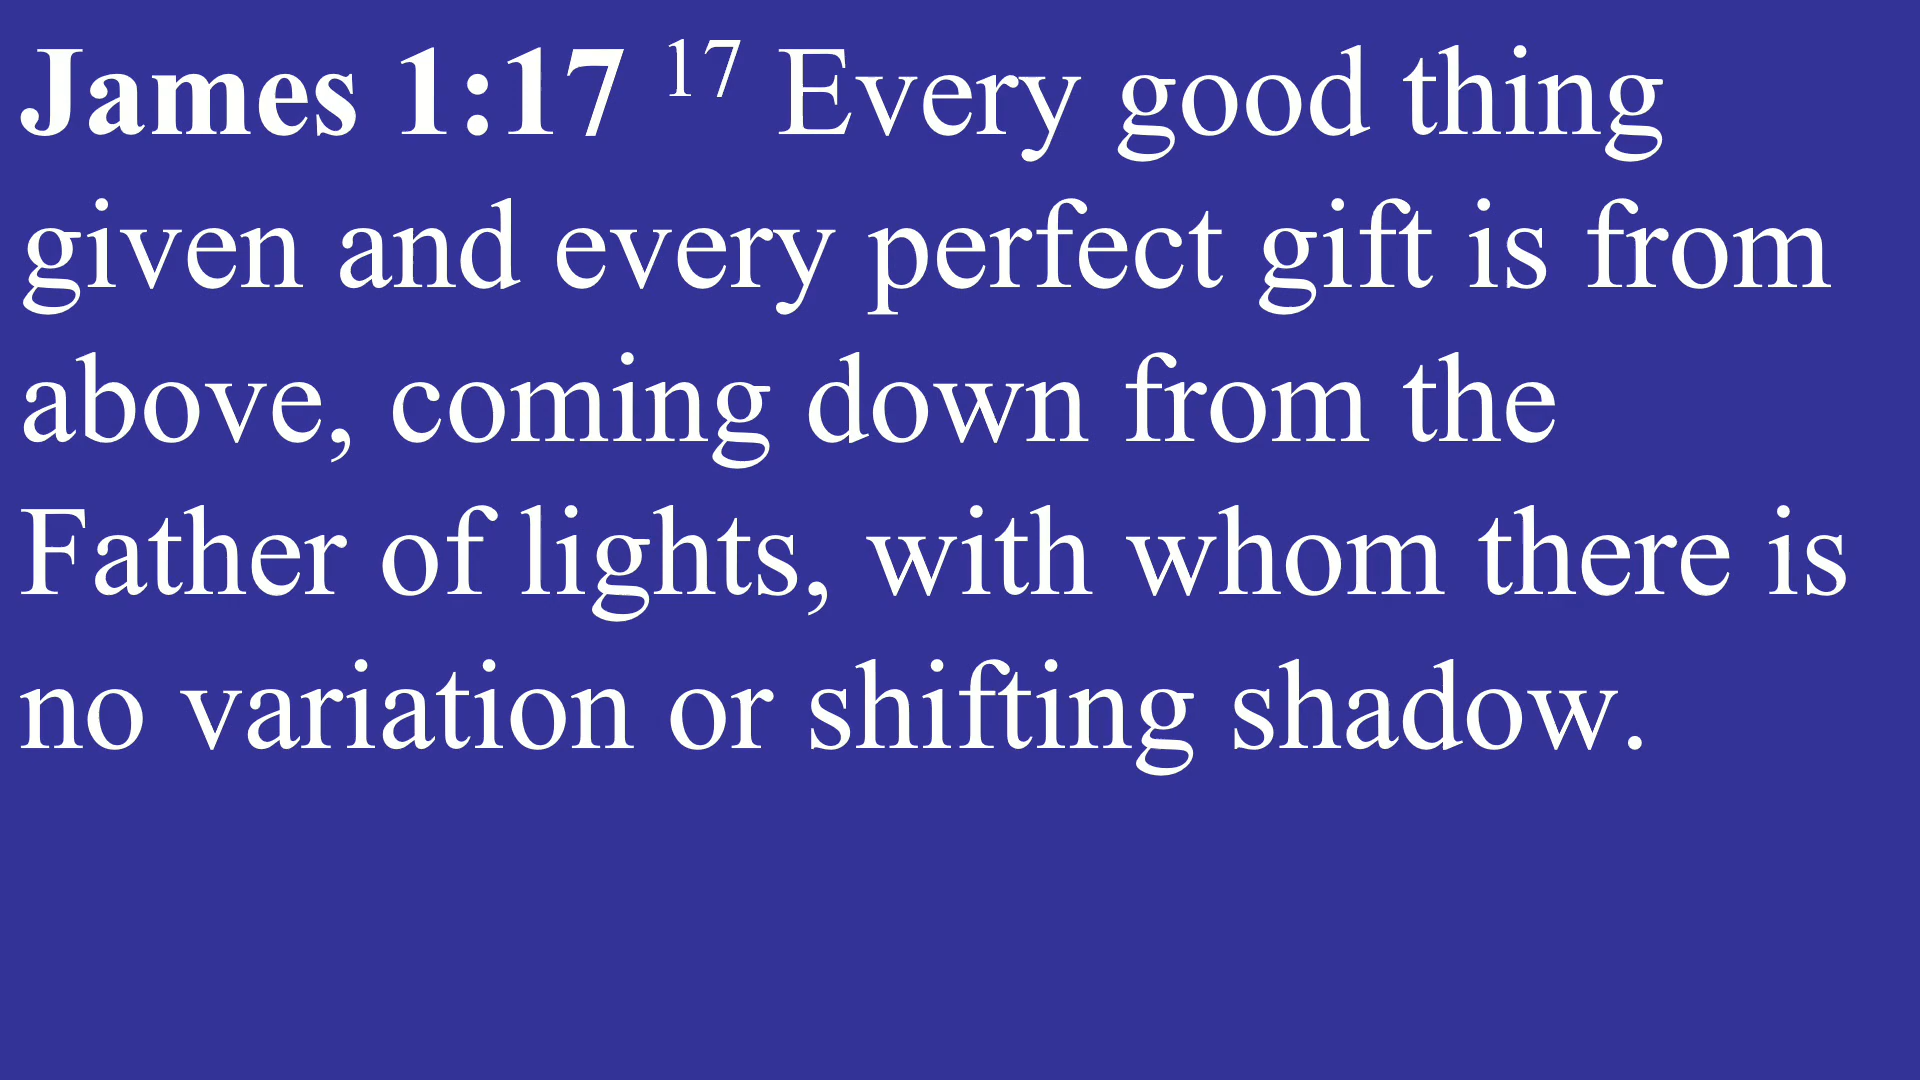 James 1:17 17 Every good thing
given and every perfect gift is from
above, coming down from the
Father of lights, with whom there is
no variation or shifting shadow.